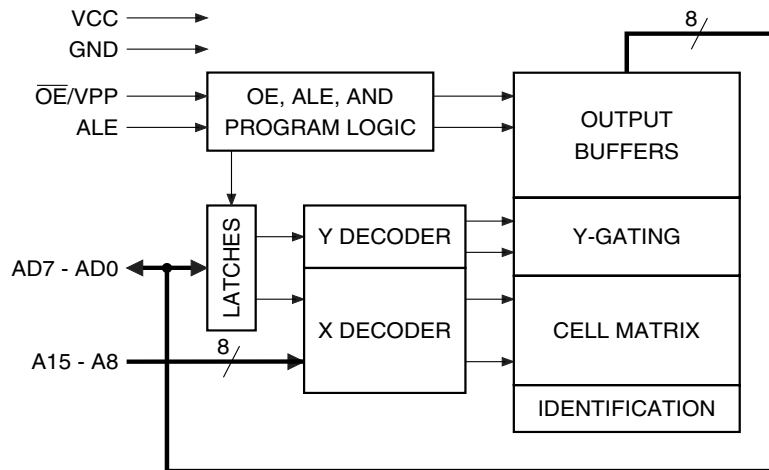 VCC
GND
OE/VPP
ALE
OE, ALE, AND
PROGRAM LOGIC
8
OUTPUT
BUFFERS
LATCHES
Y DECODER
Y-GATING
AD7 - AD0
X DECODER
CELL MATRIX
A15 - A8
8
IDENTIFICATION